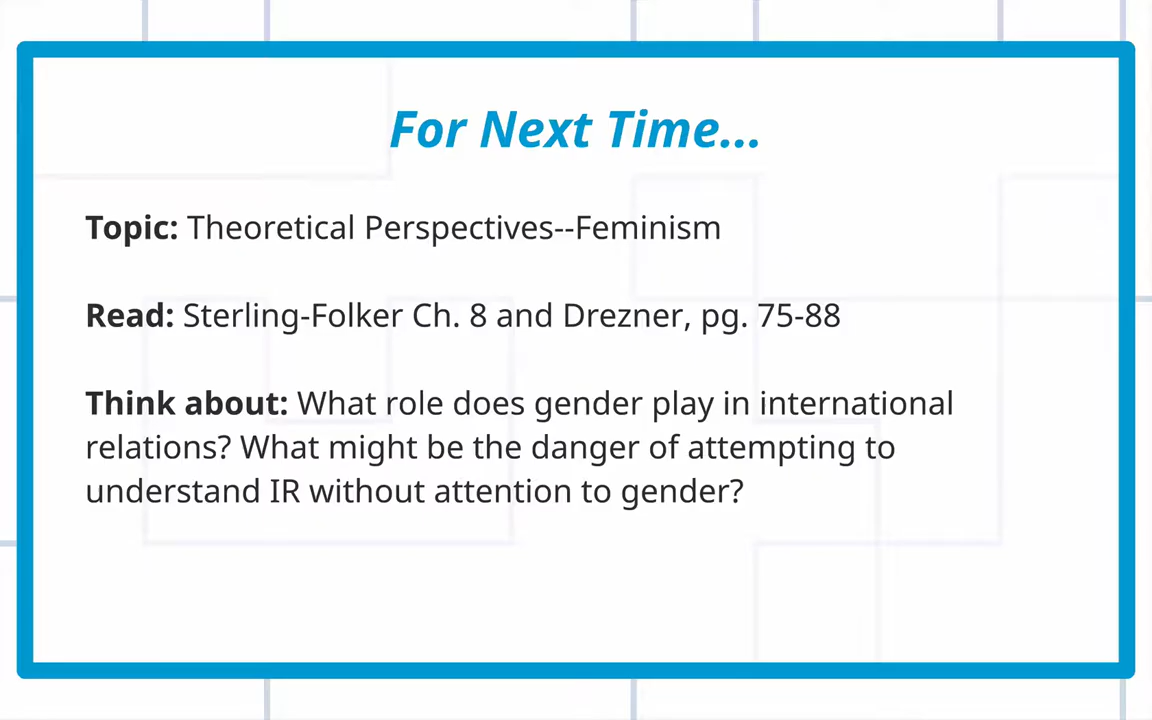 For Next Time...
Topic: Theoretical Perspectives--Feminism
Read: Sterling-Folker Ch. 8 and Drezner, pg. 75-88
Think about: What role does gender play in international
relations? What might be the danger of attempting to
understand IR without attention to gender?